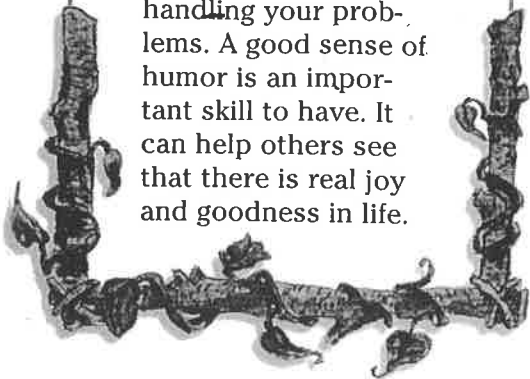 handling your prob-
lems. A good sense of
humor is an impor-
tant skill to have. It
can help others see
that there is real joy
and goodness in life.